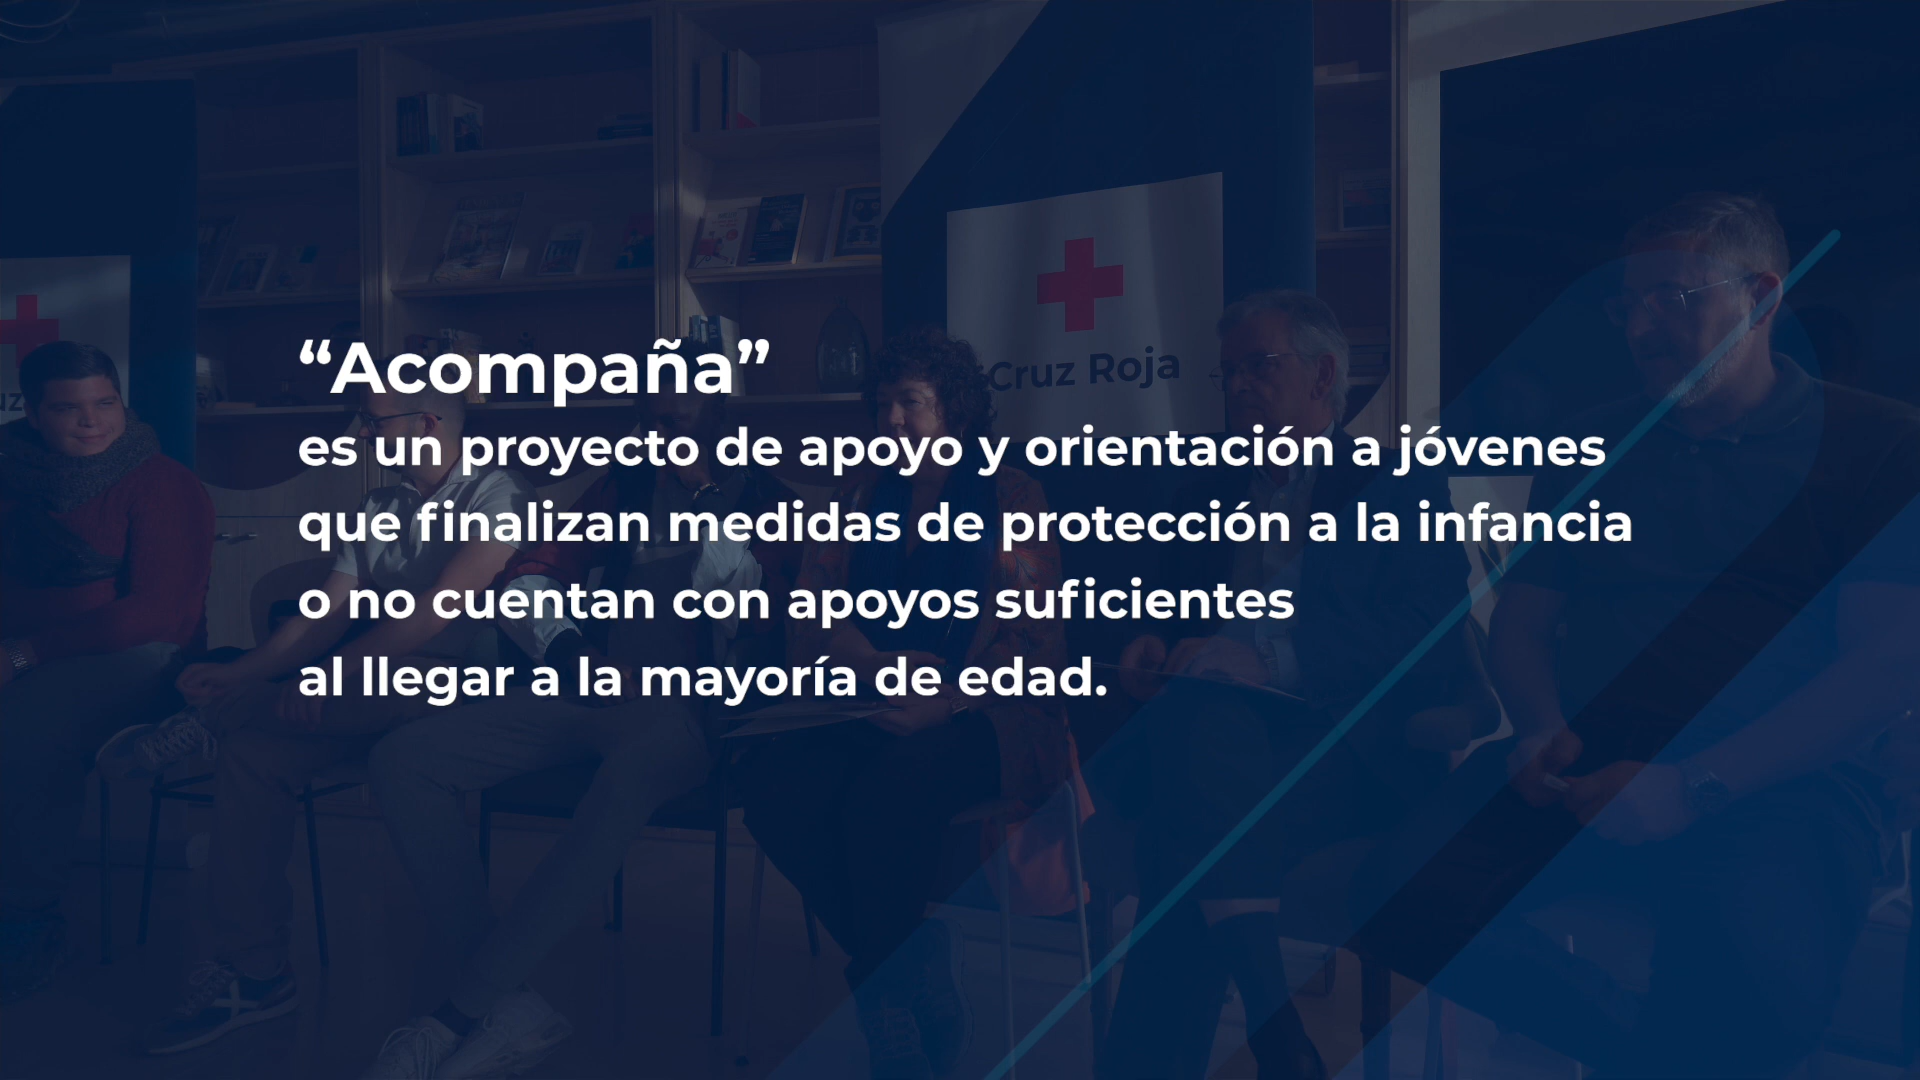 “Acompaña”
es un proyecto de apoyo y orientación a jóvenes
que finalizan medidas de protección a la infancia
o no cuentan con apoyos suficientes
al llegar a la mayoría de edad.
Cruz Roja